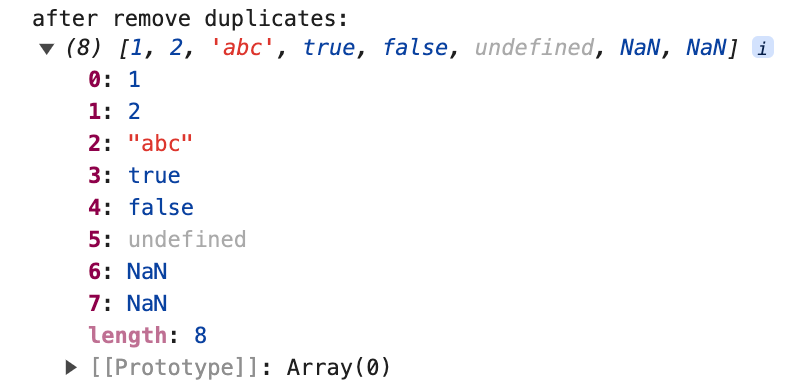 after remove duplicates:
▼ (8) [1, 2, 'abc', true, false, undefined, NaN, NaN] i
0: 1
1: 2
2: "abc"
3: true
4: false
5: undefined
6: NaN
7: NaN
length: 8
▶ [[Prototype]]: Array(0)